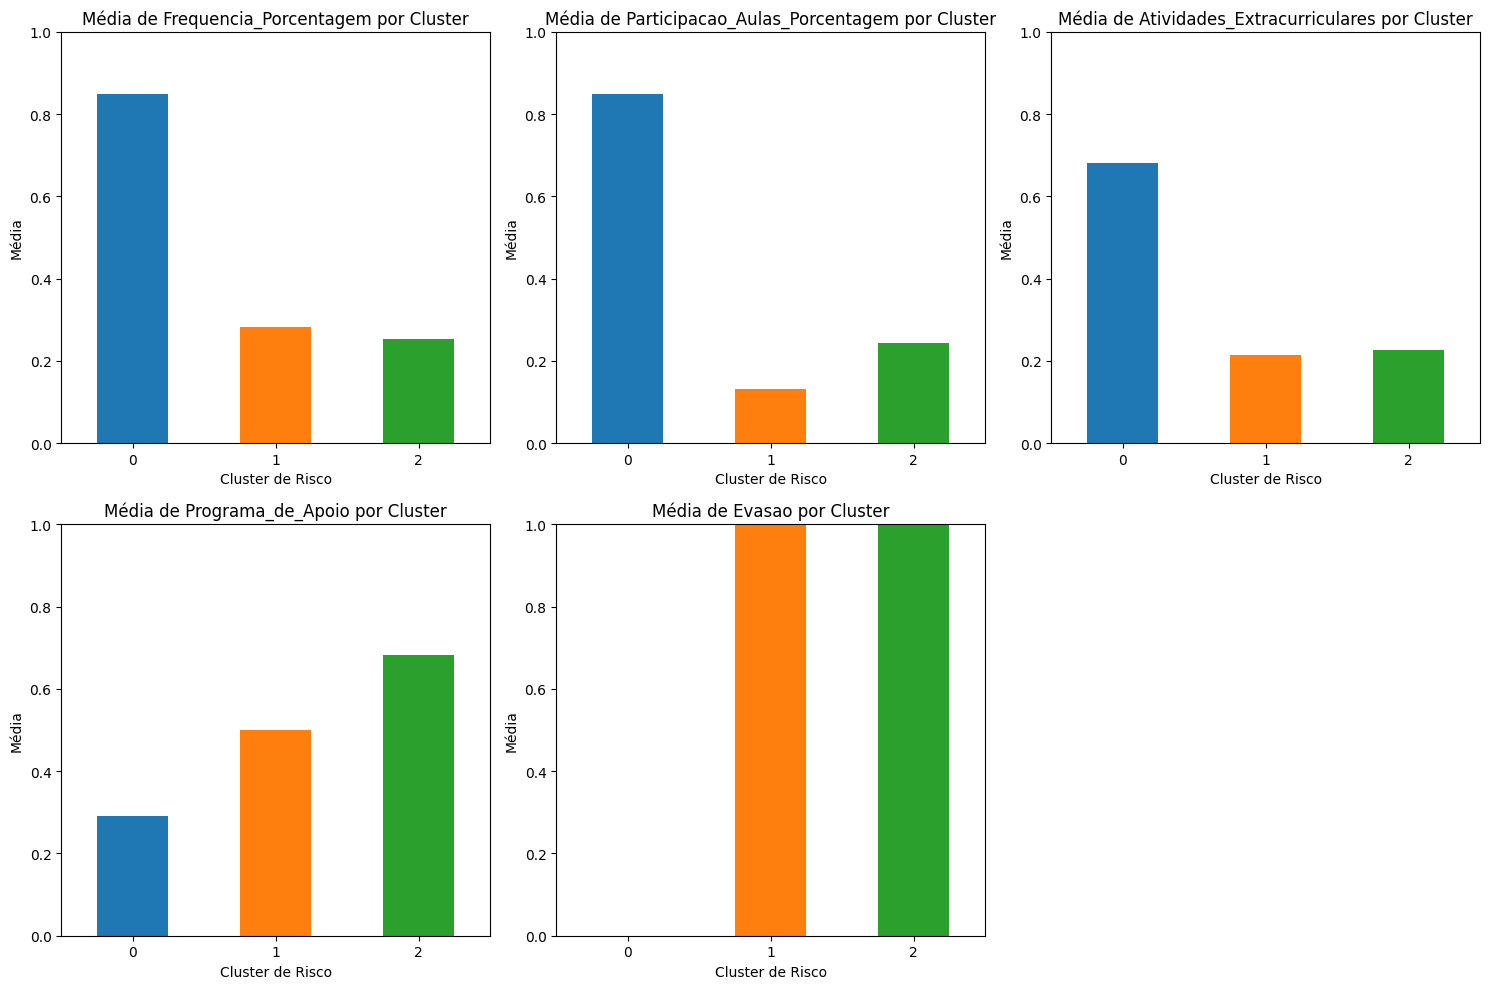 Média de Frequencia_Porcentagem por Cluster
1.0
0.8
0.6
0.4
0.2
0.0
Média
0 1 2
Cluster de Risco
Média de Participacao_Aulas_Porcentagem por Cluster
1.0
0.8
0.6
0.4
0.2
0.0
Média
0 1 2
Cluster de Risco
Média de Atividades_Extracurriculares por Cluster
1.0
0.8
0.6
0.4
0.2
0.0
Média
0 1 2
Cluster de Risco
Média de Programa_de_Apoio por Cluster
1.0
0.8
0.6
0.4
0.2
0.0
Média
0 1 2
Cluster de Risco
Média de Evasao por Cluster
1.0
0.8
0.6
0.4
0.2
0.0
Média
0 1 2
Cluster de Risco